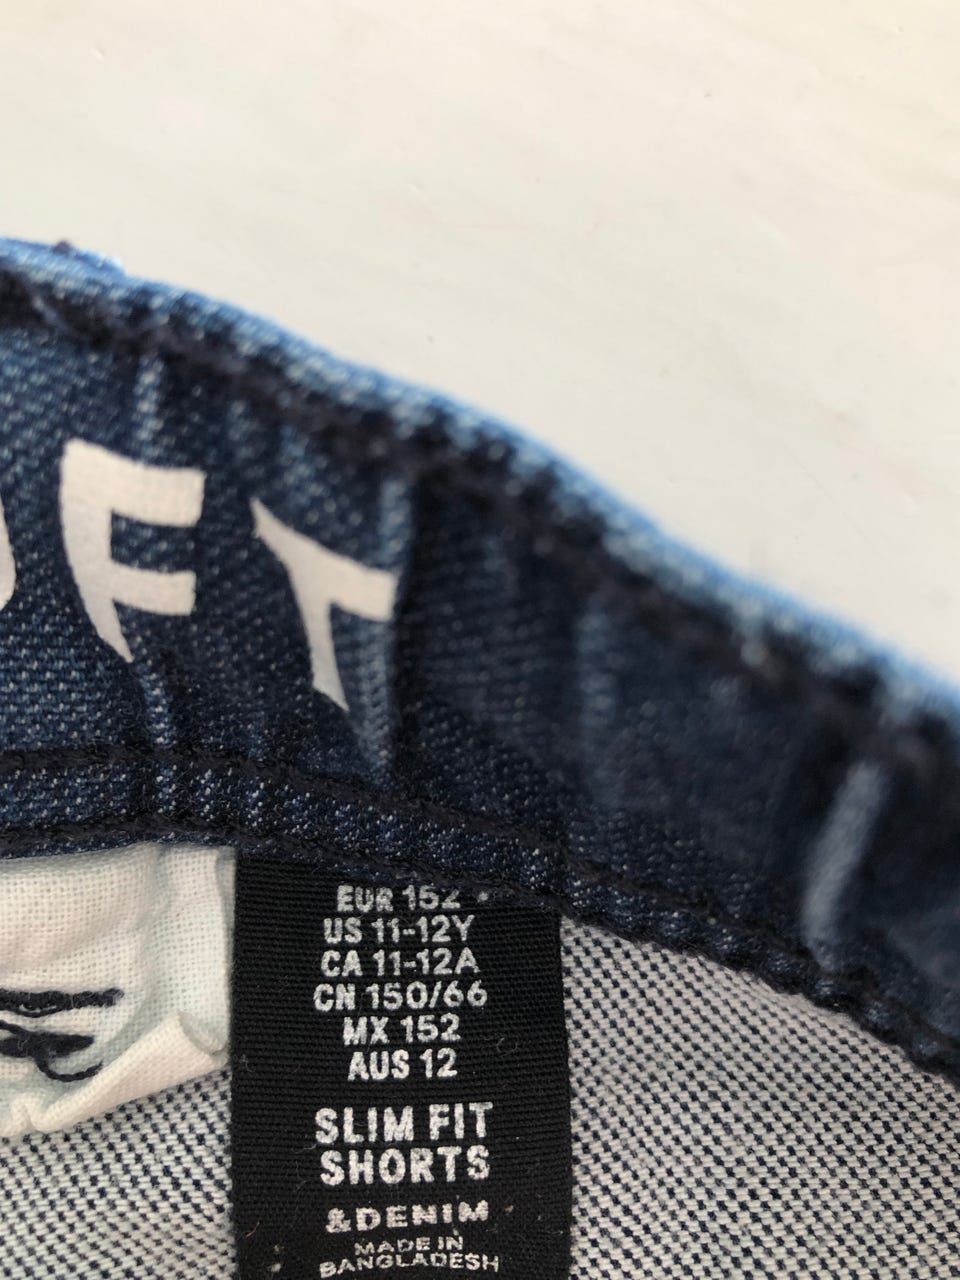 FT
EUR 152
US 11-12Y
CA 11-12A
CN 150/66
MX 152
AUS 12
SLIM FIT
SHORTS
&DENIM
MADE IN
BANGLADESH